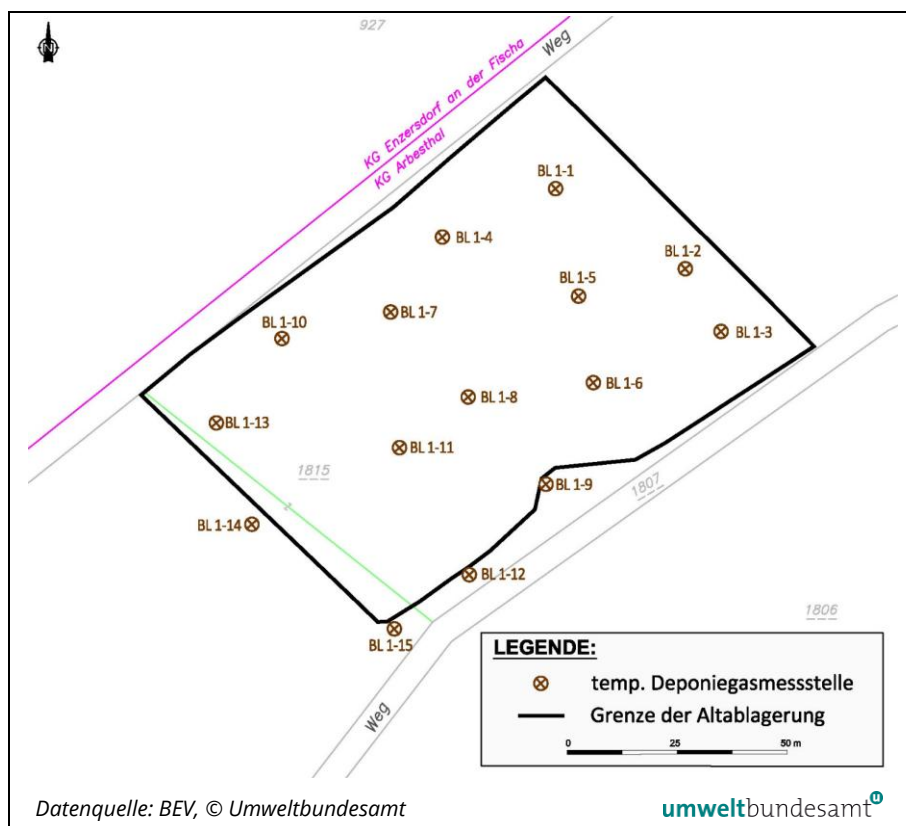 927
N
Weg
KG Enzersdorf an der Fischa
KG Arbesthal
BL 1-1
BL 1-4
BL 1-2
BL 1-5
BL 1-7
BL 1-10
BL 1-3
BL 1-6
BL 1-8
BL 1-13
BL 1-11
1815
BL 1-9
1807
BL 1-14
BL 1-12
1806
BL 1-15
Weg
LEGENDE:
temp. Deponiegasmessstelle
Grenze der Altablagerung
0 25 50 m
Datenquelle: BEV, © Umweltbundesamt
umweltbundesamt u